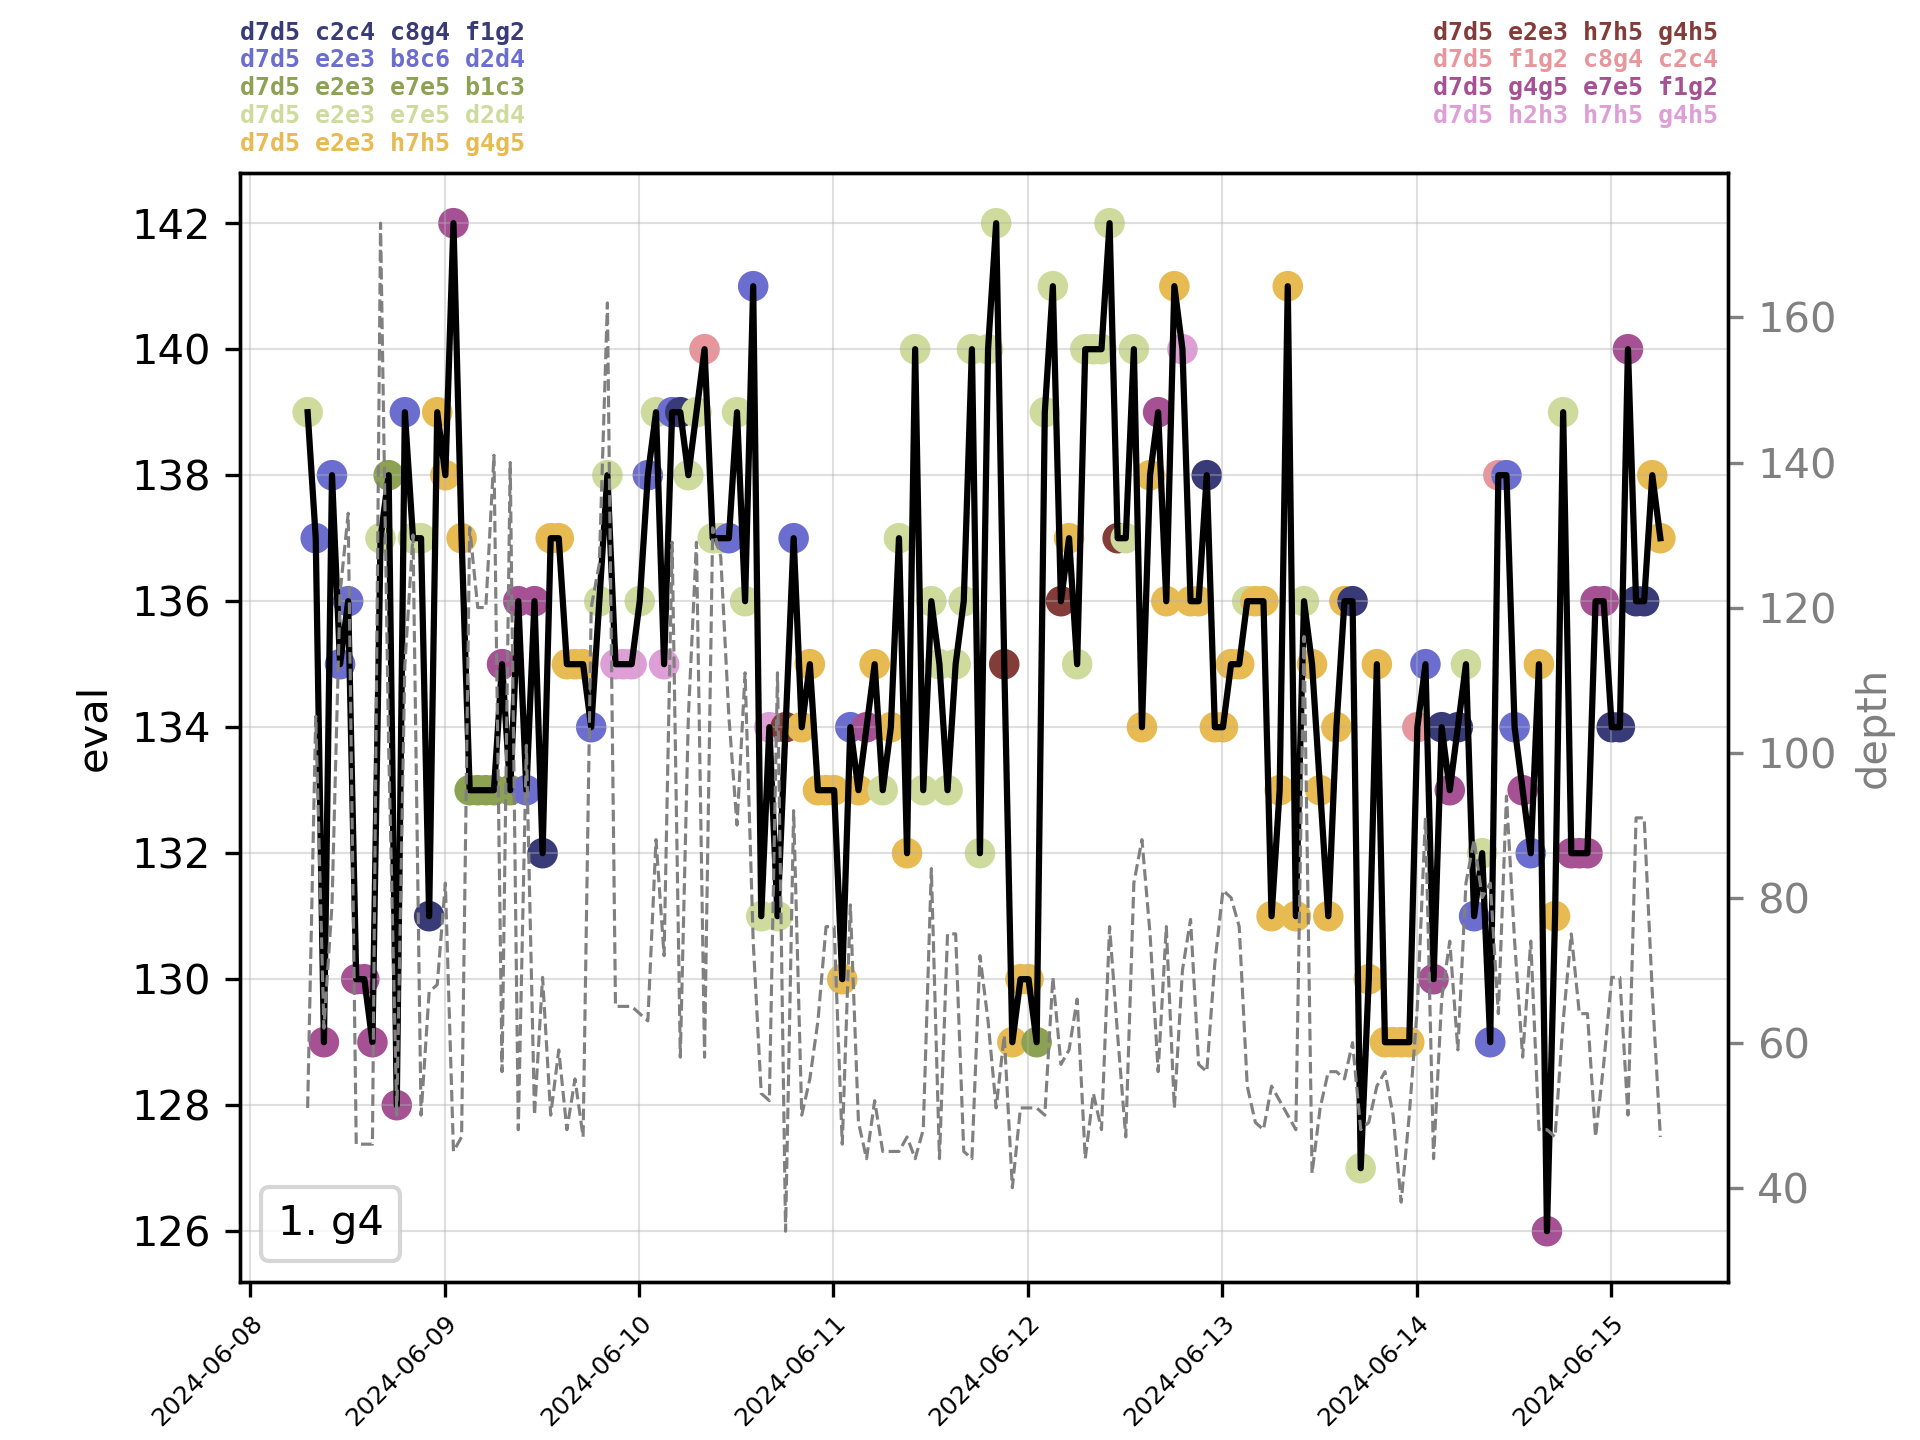 d7d5 c2c4 c8g4 f1g2
d7d5 e2e3 b8c6 d2d4
d7d5 e2e3 e7e5 b1c3
d7d5 e2e3 e7e5 d2d4
d7d5 e2e3 h7h5 g4g5
d7d5 e2e3 h7h5 g4h5
d7d5 f1g2 c8g4 c2c4
d7d5 g4g5 e7e5 f1g2
d7d5 h2h3 h7h5 g4h5
eval
142
140
138
136
134
132
130
128
126
1. g4
160
140
120
100
80
60
40
depth
2024-06-08
2024-06-09
2024-06-10
2024-06-11
2024-06-12
2024-06-13
2024-06-14
2024-06-15